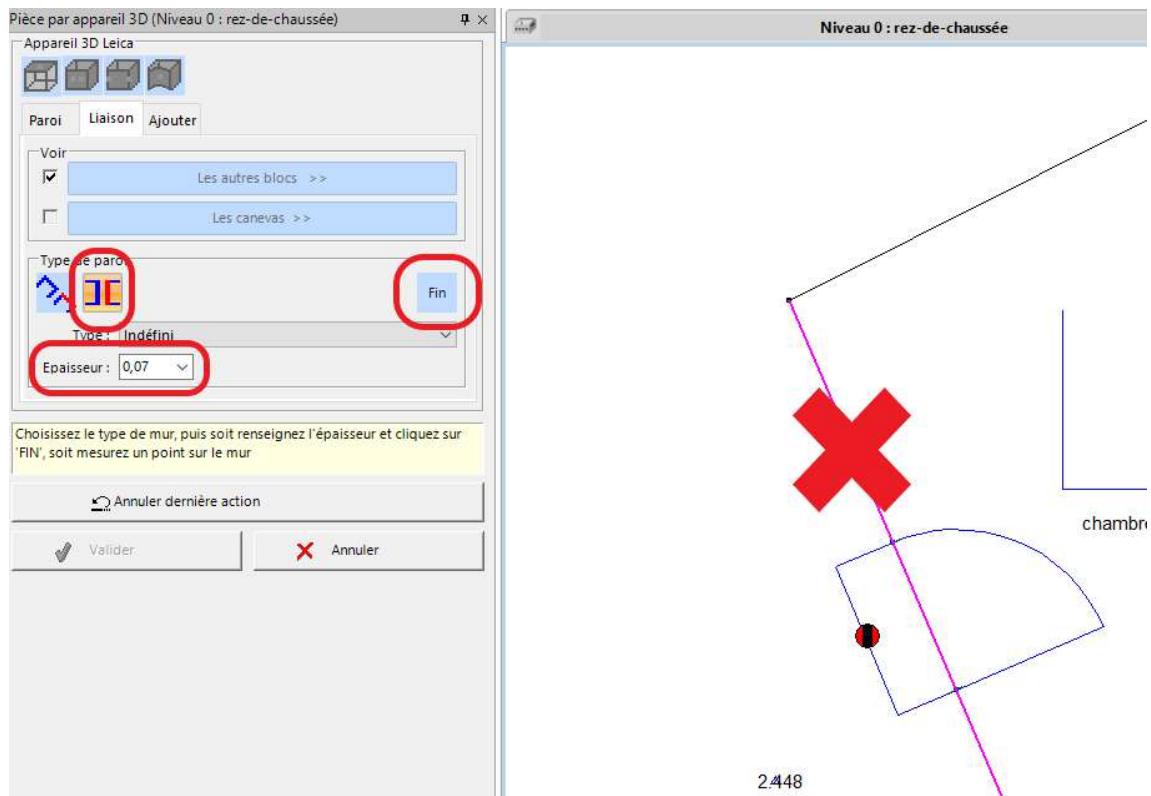 Pièce par appareil 3D (Niveau 0 : rez-de-chaussée)
Appareil 3D Leica
Paroi Liaison Ajouter
Voir
Les autres blocs >>
Les canevas >>
Type de paroi
Fin
Type : Indéfini
Epaisseur : 0,07
Choisissez le type de mur, puis soit renseignez l'épaisseur et cliquez sur
'FIN', soit mesurez un point sur le mur
Annuler dernière action
Valider Annuler
Niveau 0 : rez-de-chaussée
chambre
2.448